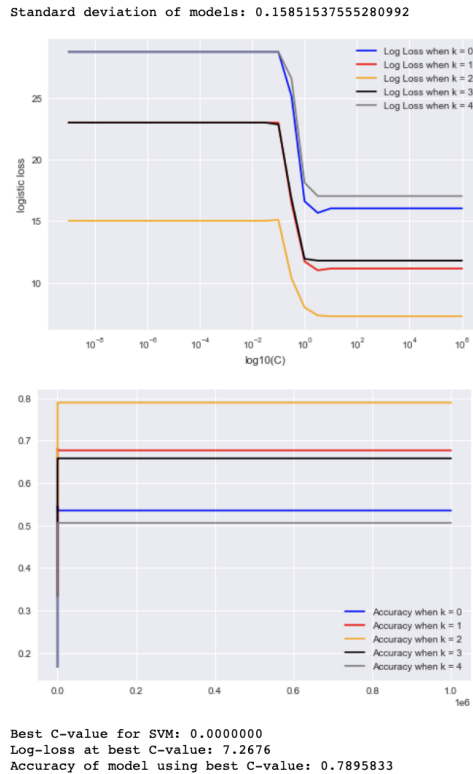 Standard deviation of models: 0.15851537555280992
Log Loss when k = 0
Log Loss when k = 1
Log Loss when k = 2
Log Loss when k = 3
Log Loss when k = 4
25
20
15
10
logistic loss
10⁻⁸ 10⁻⁶ 10⁻⁴ 10⁻² 10⁰ 10² 10⁴ 10⁶
log10(C)
0.8
0.7
0.6
0.5
0.4
0.3
0.2
Accuracy when k = 0
Accuracy when k = 1
Accuracy when k = 2
Accuracy when k = 3
Accuracy when k = 4
0.0 0.2 0.4 0.6 0.8 1.0
1e6
Best C-value for SVM: 0.0000000
Log-loss at best C-value: 7.2676
Accuracy of model using best C-value: 0.7895833